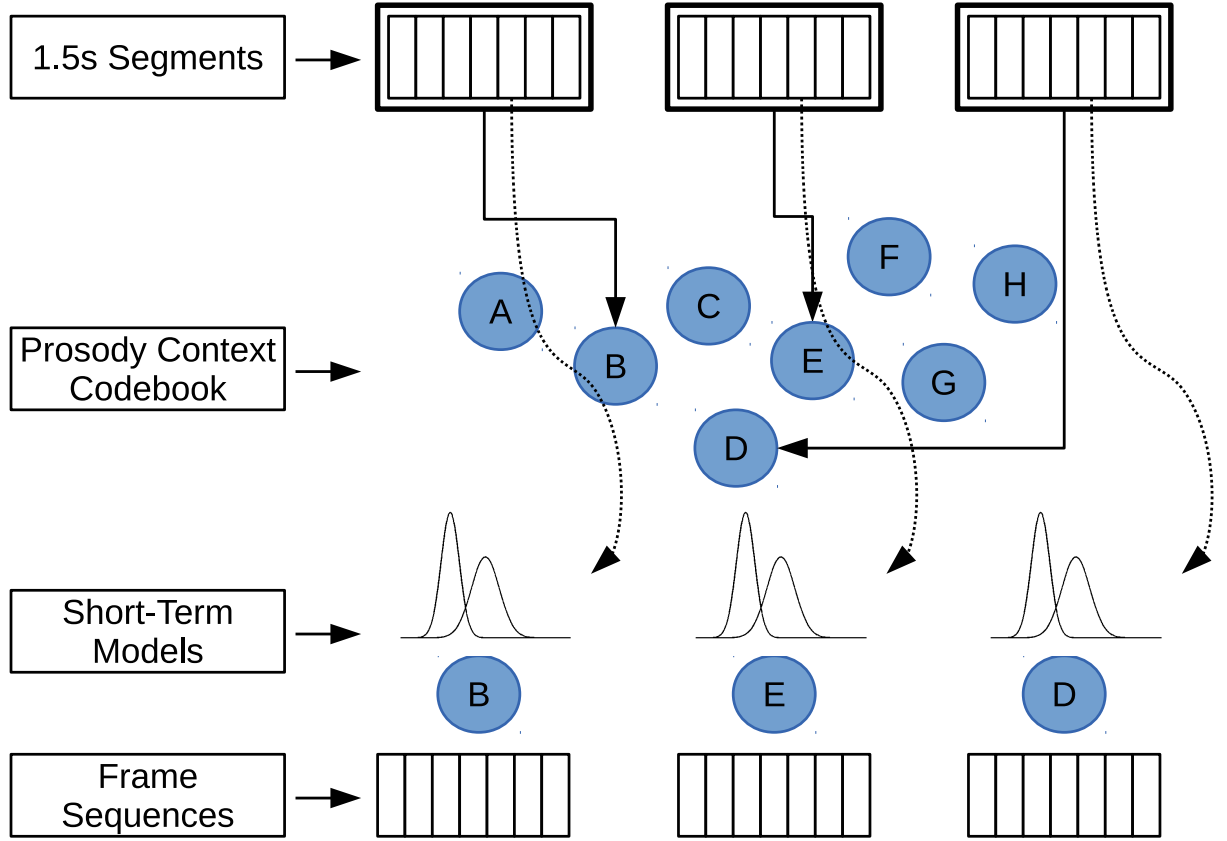 1.5s Segments
F
H
A
C
Prosody Context
Codebook
B
E
G
D
Short-Term
Models
B
E
D
Frame
Sequences